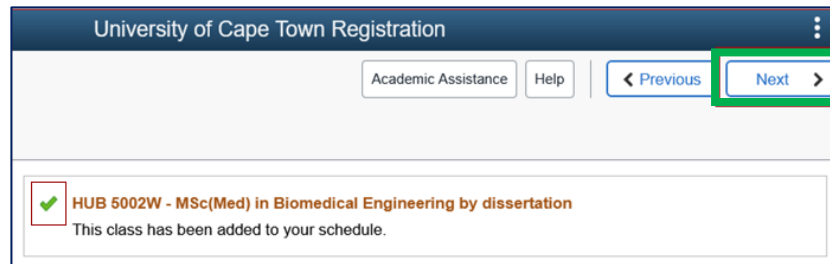 University of Cape Town Registration
Academic Assistance Help Previous Next
HUB 5002W - MSc(Med) in Biomedical Engineering by dissertation
This class has been added to your schedule.